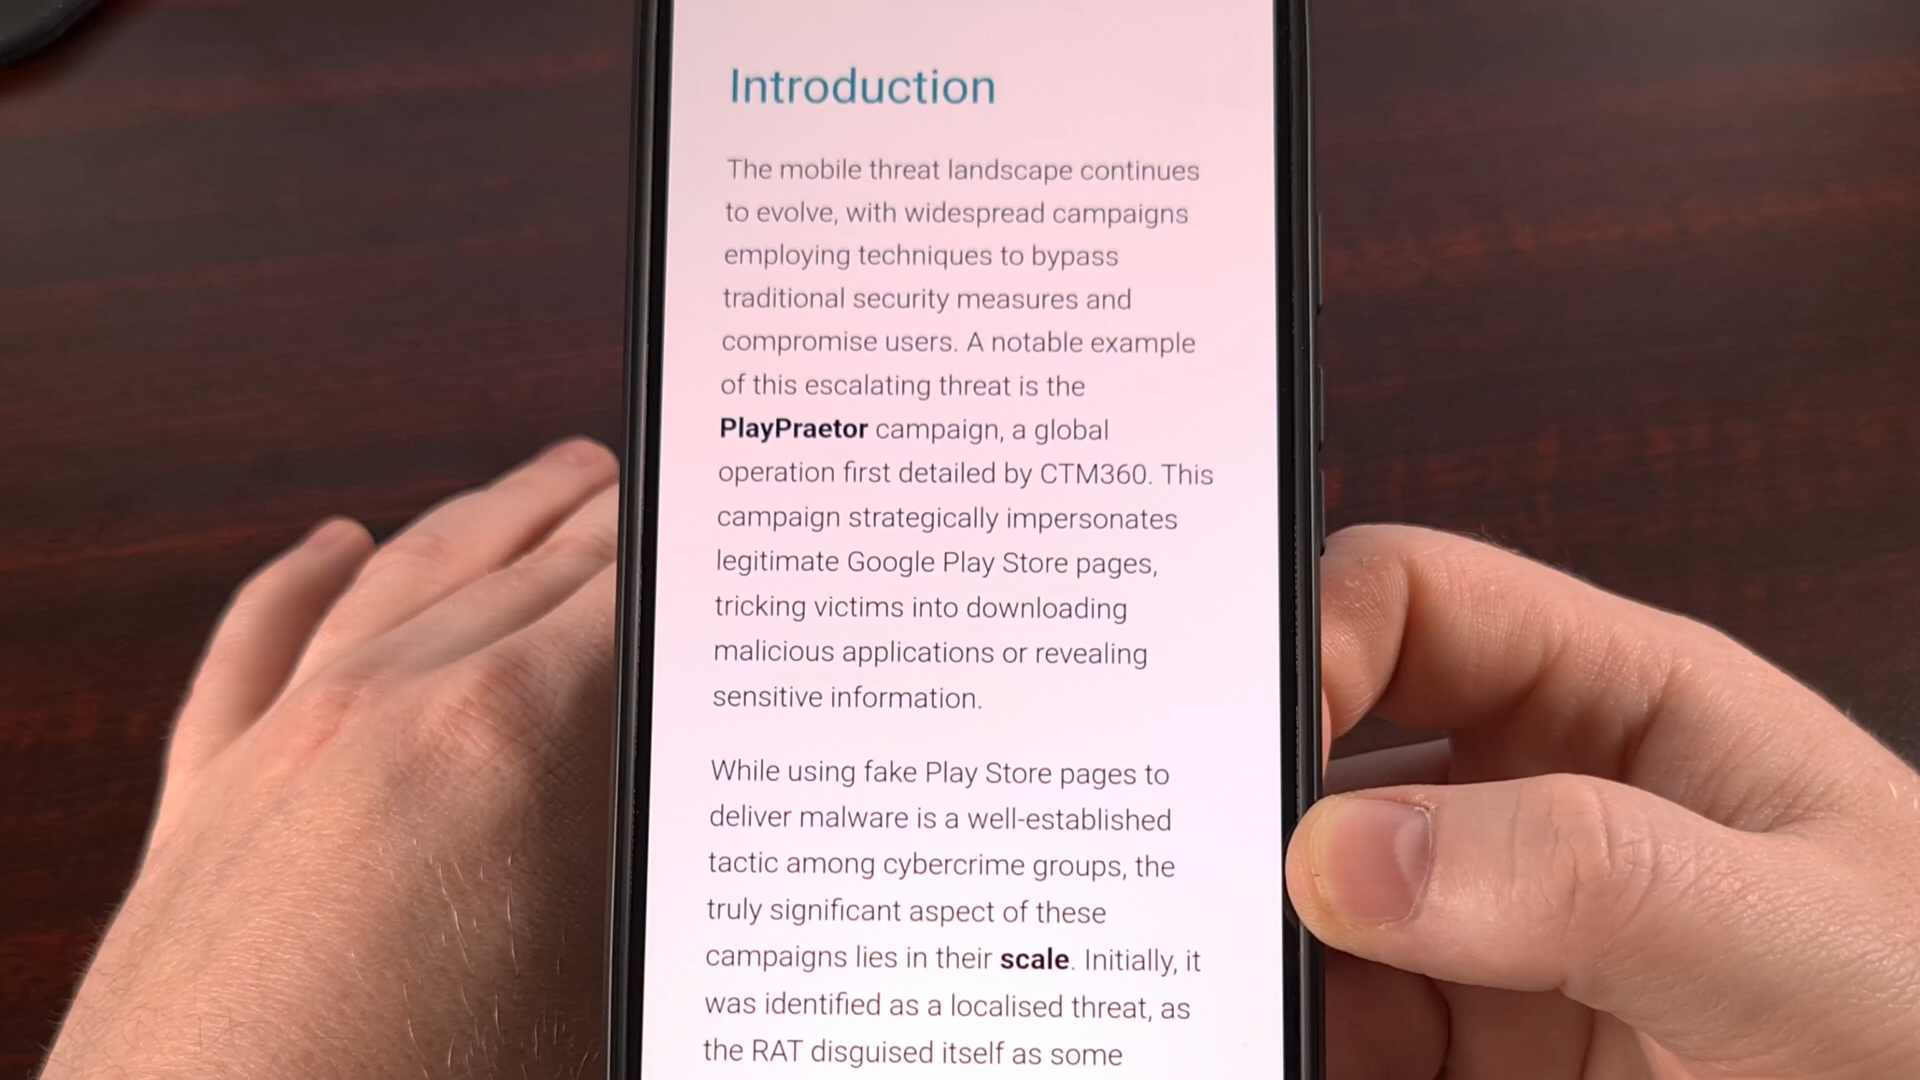 Introduction
The mobile threat landscape continues
to evolve, with widespread campaigns
employing techniques to bypass
traditional security measures and
compromise users. A notable example
of this escalating threat is the
PlayPraetor campaign, a global
operation first detailed by CTM360. This
campaign strategically impersonates
legitimate Google Play Store pages,
tricking victims into downloading
malicious applications or revealing
sensitive information.
While using fake Play Store pages to
deliver malware is a well-established
tactic among cybercrime groups, the
truly significant aspect of these
campaigns lies in their scale. Initially, it
was identified as a localised threat, as
the RAT disguised itself as some